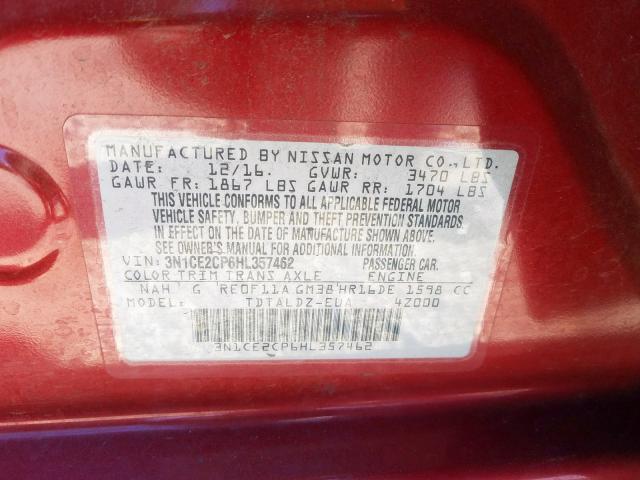 MANUFACTURED BY NISSAN MOTOR CO.,LTD.
DATE: 12/16. GVWR: 3470 LBS
GAWR FR: 1867 LBS GAWR RR: 1704 LBS
THIS VEHICLE CONFORMS TO ALL APPLICABLE FEDERAL MOTOR
VEHICLE SAFETY, BUMPER AND THEFT PREVENTION STANDARDS
IN EFFECT ON THE DATE OF MANUFACTURE SHOWN ABOVE.
SEE OWNER'S MANUAL FOR ADDITIONAL INFORMATION.
VIN: 3N1CE2CP6HL357462 PASSENGER CAR.
COLOR TRIM TRANS AXLE ENGINE
NAH G RE0F11A GM38 HR16DE 1598 CC
MODEL: TDTALDZ-EUA 4Z000
3N1CE2CP6HL357462